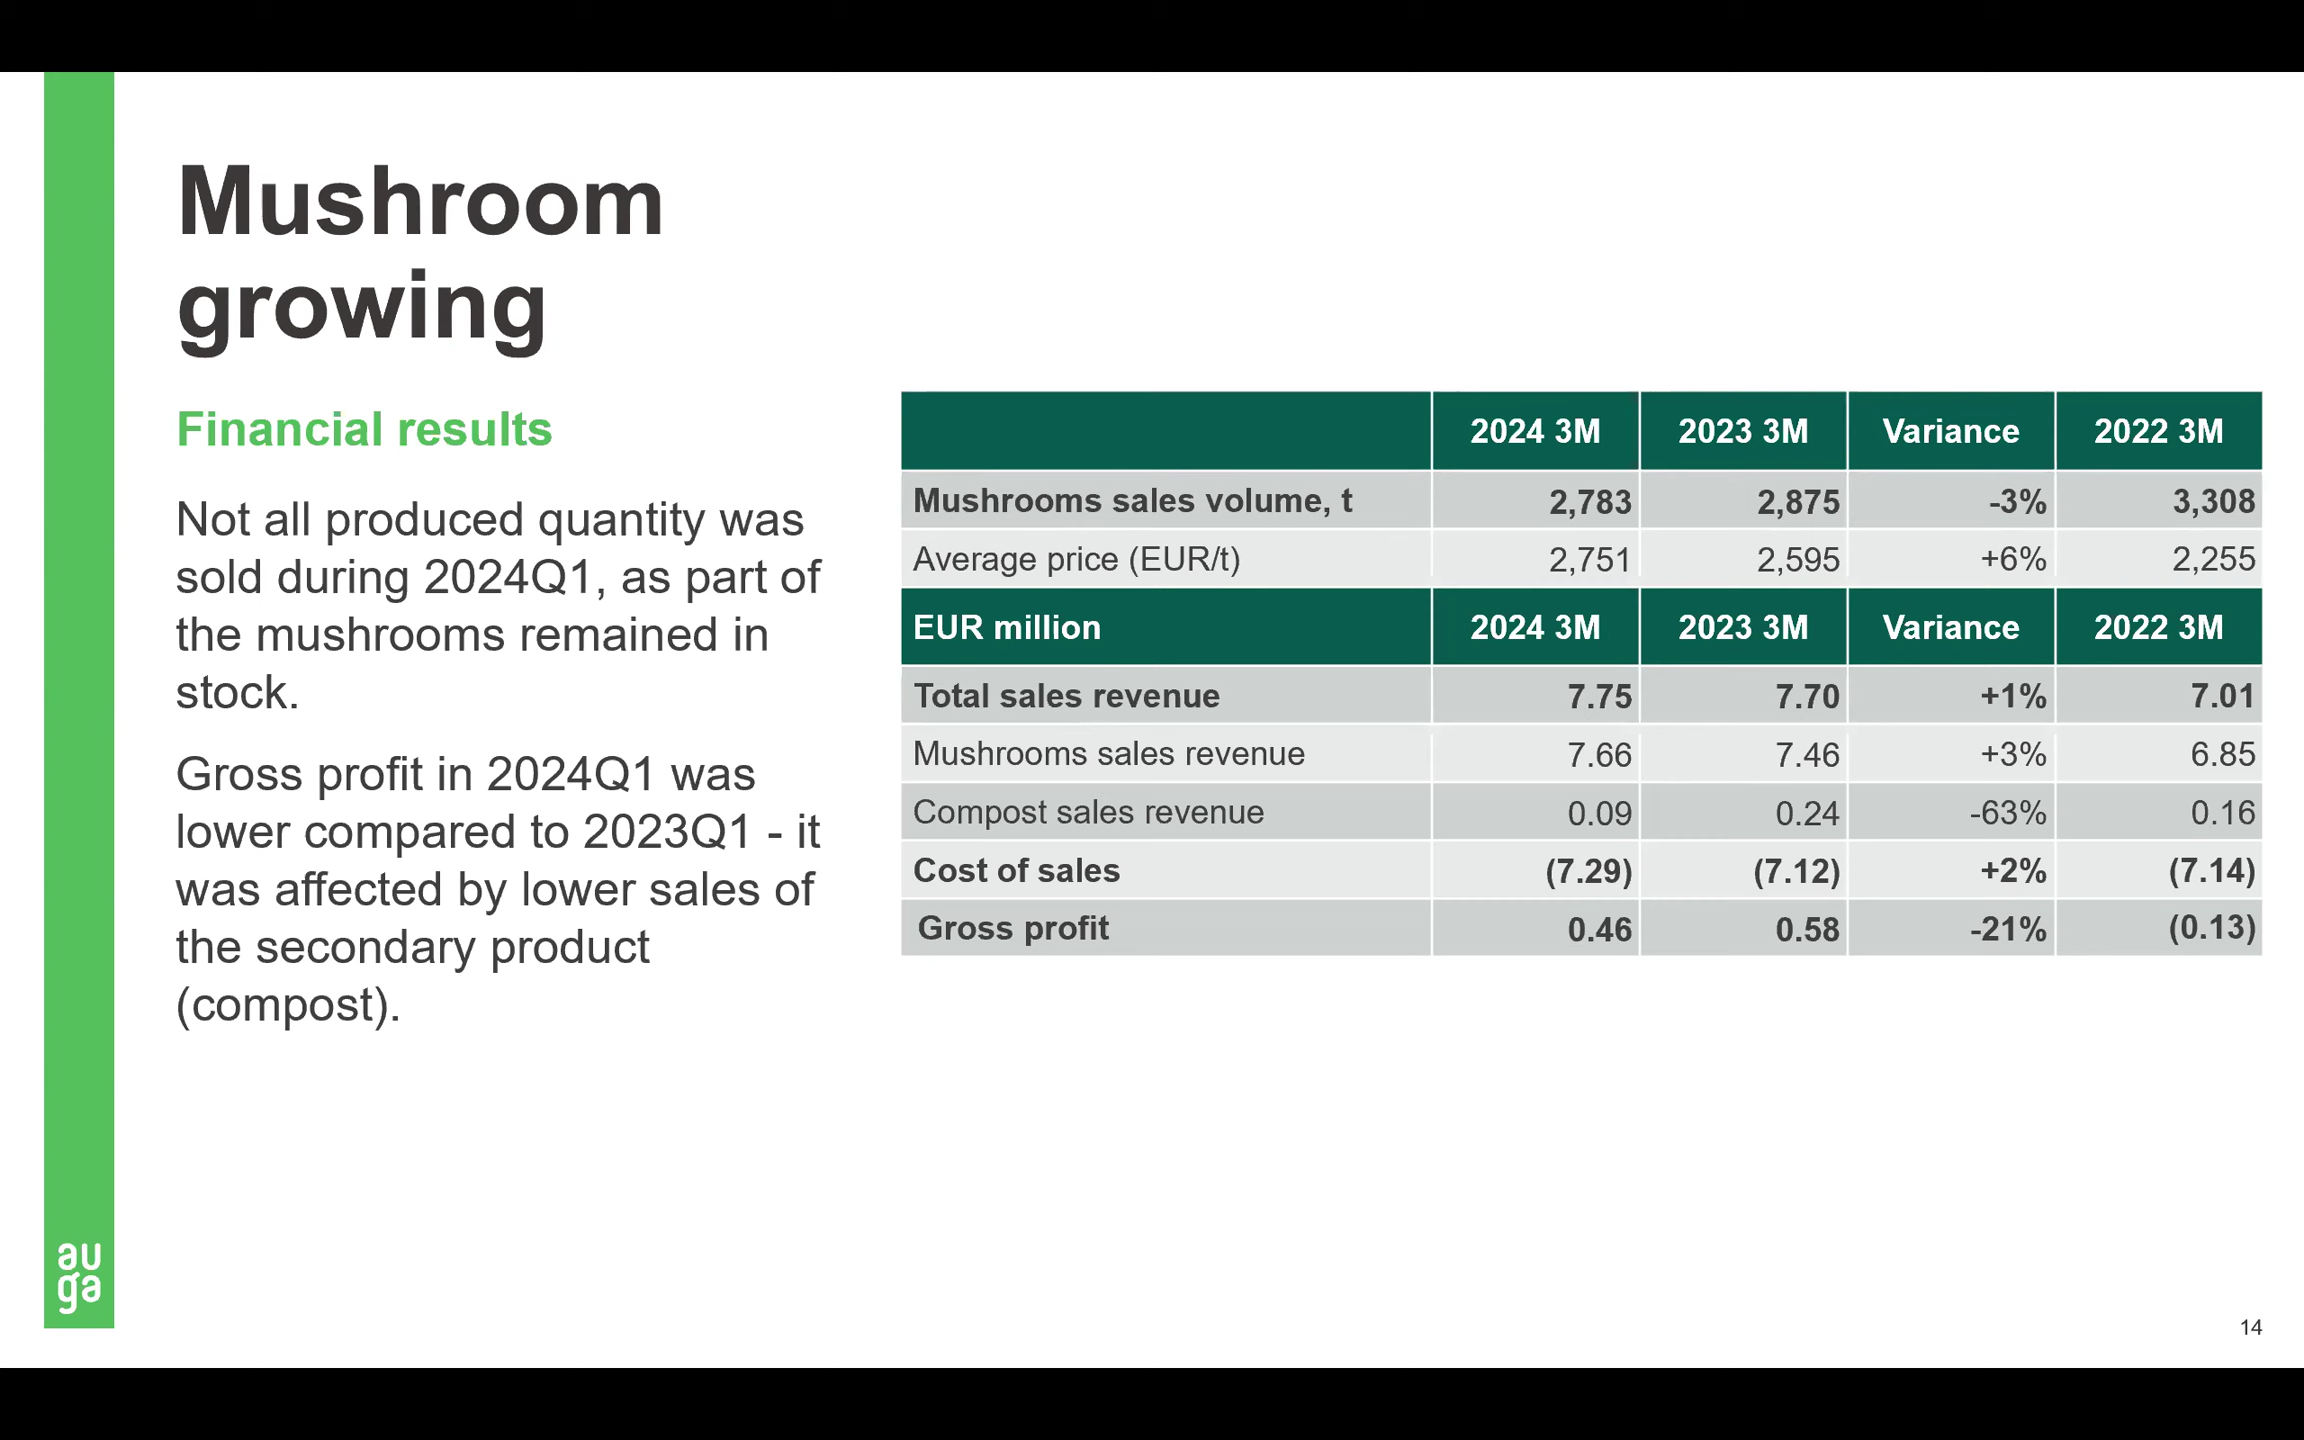 Mushroom
growing
Financial results
Not all produced quantity was
sold during 2024Q1, as part of
the mushrooms remained in
stock.
Gross profit in 2024Q1 was
lower compared to 2023Q1 - it
was affected by lower sales of
the secondary product
(compost).
2024 3M 2023 3M Variance 2022 3M
Mushrooms sales volume, t 2,783 2,875 -3% 3,308
Average price (EUR/t) 2,751 2,595 +6% 2,255
EUR million 2024 3M 2023 3M Variance 2022 3M
Total sales revenue 7.75 7.70 +1% 7.01
Mushrooms sales revenue 7.66 7.46 +3% 6.85
Compost sales revenue 0.09 0.24 -63% 0.16
Cost of sales (7.29) (7.12) +2% (7.14)
Gross profit 0.46 0.58 -21% (0.13)
au
ga
14